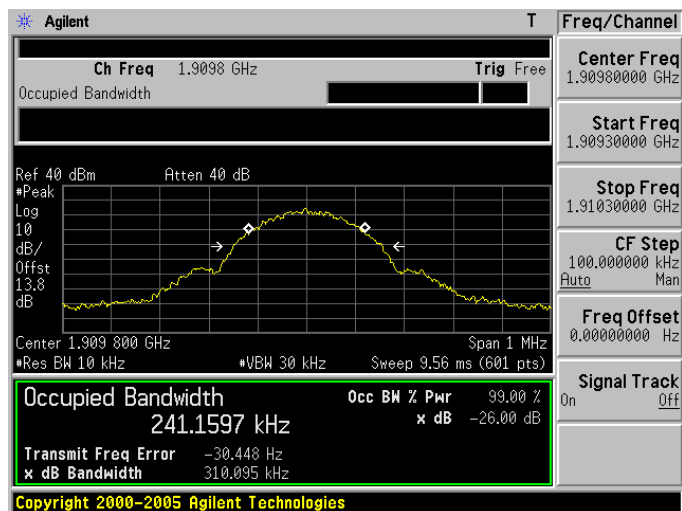 Agilent T
Ch Freq 1.9098 GHz Trig Free
Occupied Bandwidth
Ref 40 dBm Atten 40 dB
#Peak
Log
10
dB/
Offst
13.8
dB
Center 1.909 800 GHz Span 1 MHz
#Res BW 10 kHz #VBW 30 kHz Sweep 9.56 ms (601 pts)
Occupied Bandwidth Occ BW % Pwr 99.00 %
241.1597 kHz x dB -26.00 dB
Transmit Freq Error -30.448 Hz
x dB Bandwidth 310.095 kHz
Copyright 2000-2005 Agilent Technologies
Freq/Channel
Center Freq
1.90980000 GHz
Start Freq
1.90930000 GHz
Stop Freq
1.91030000 GHz
CF Step
100.000000 kHz
Auto Man
Freq Offset
0.00000000 Hz
Signal Track
On Off